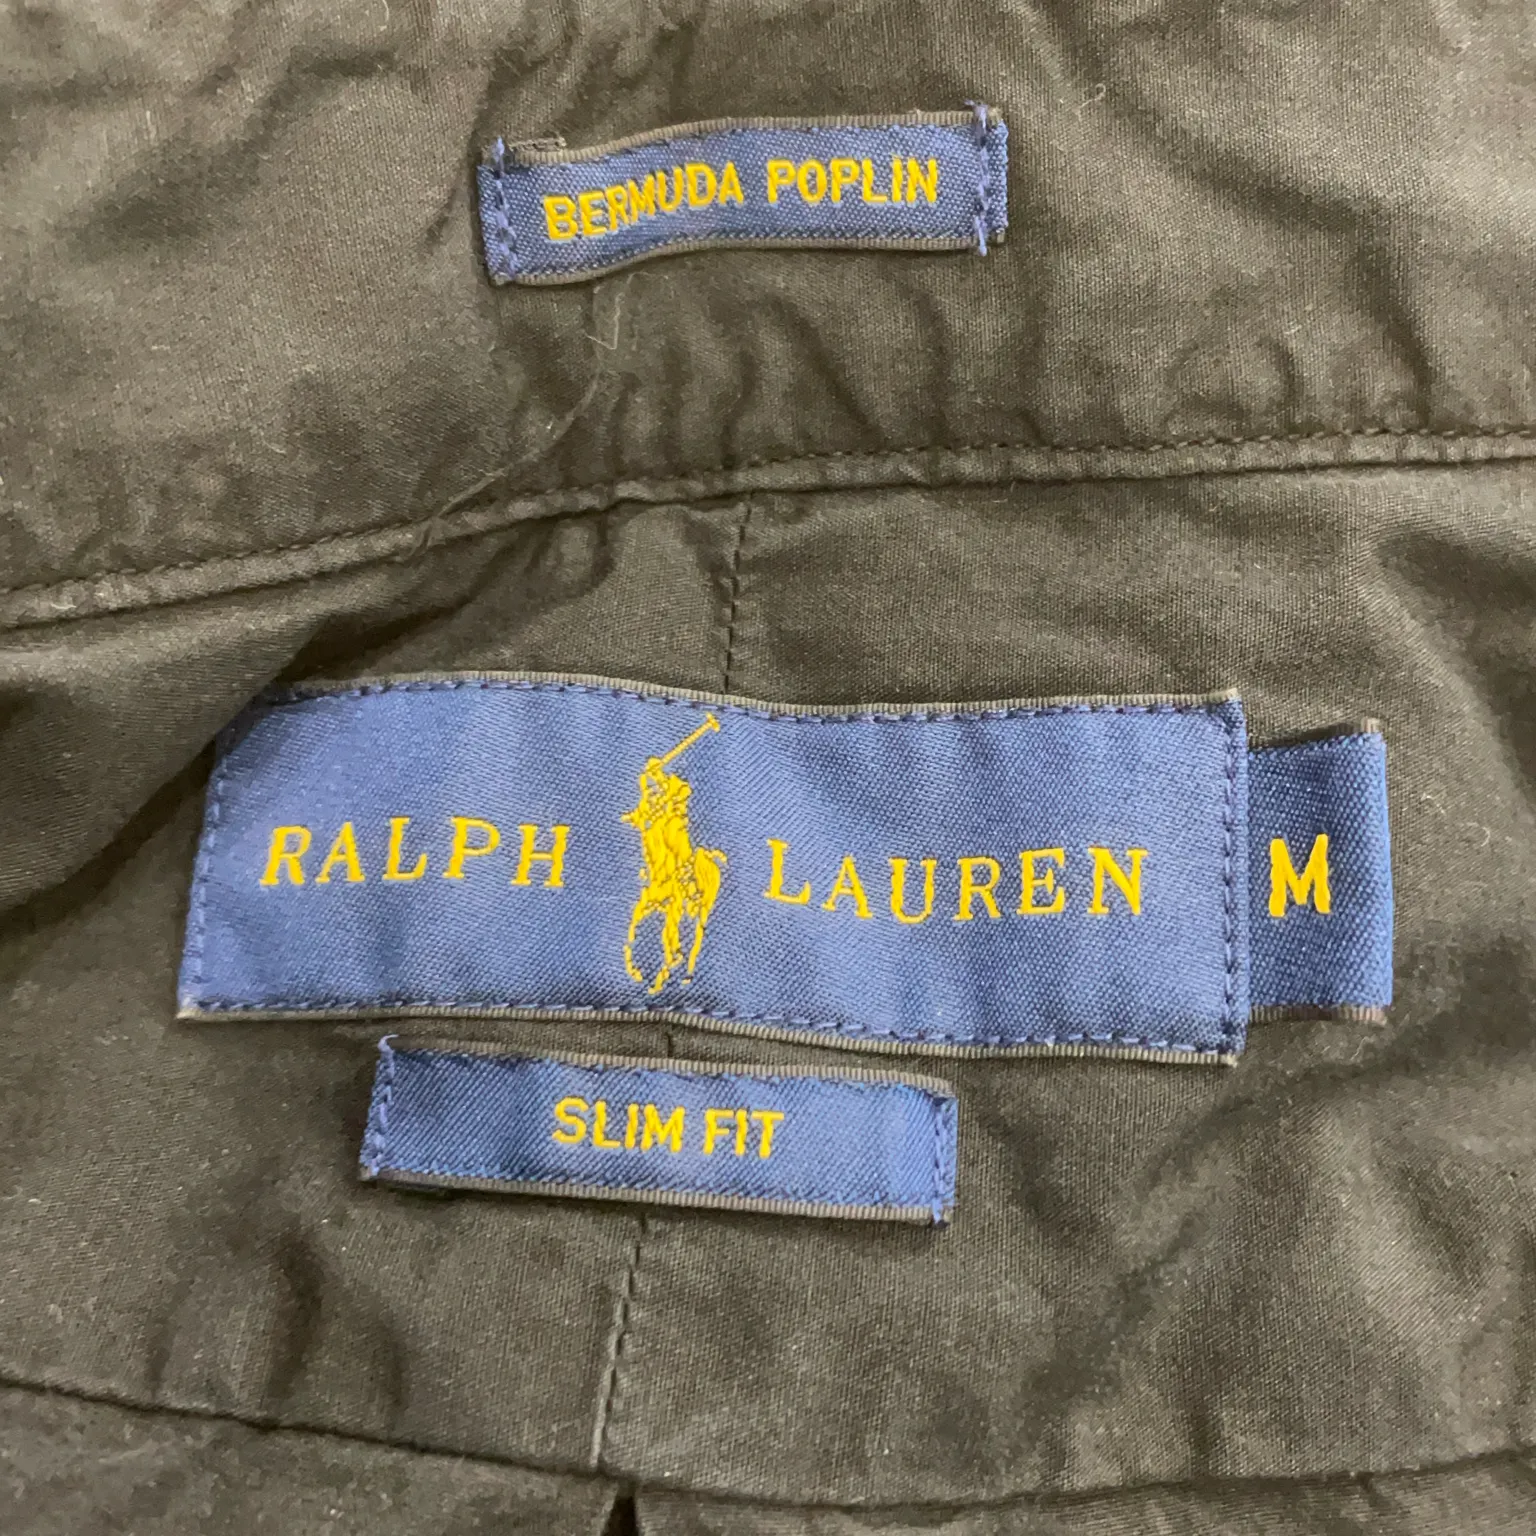 BERMUDA POPLIN
RALPH LAUREN M
SLIM FIT